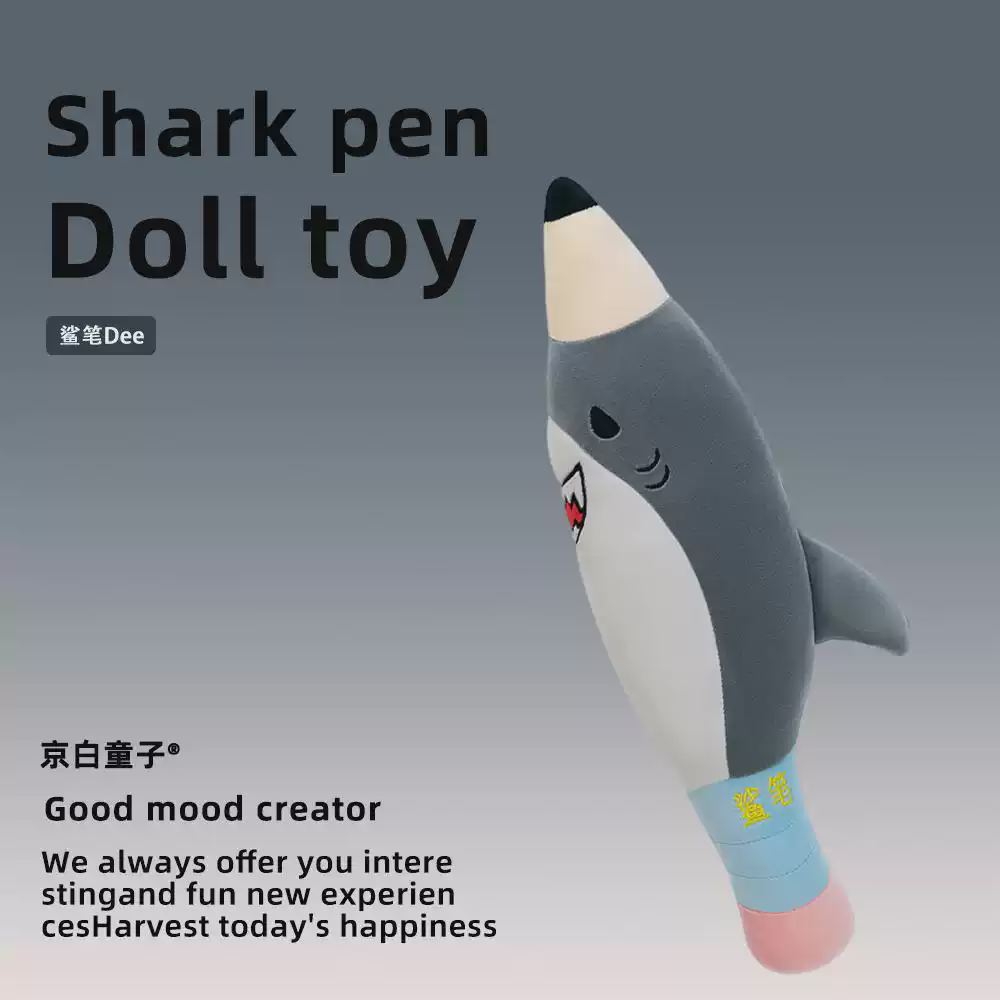 Shark pen
Doll toy
鲨笔Dee
京白童子®
Good mood creator
We always offer you intere
stingand fun new experien
cesHarvest today's happiness
鲨笔